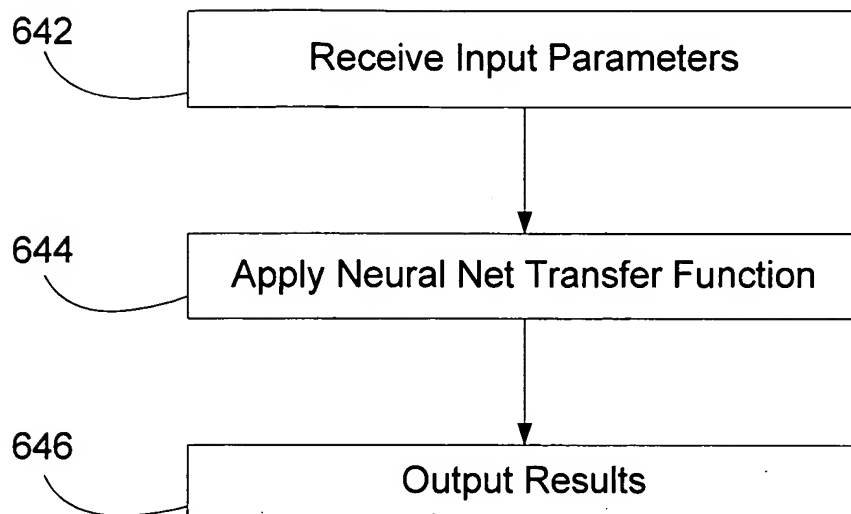 642
Receive Input Parameters
644
Apply Neural Net Transfer Function
646
Output Results